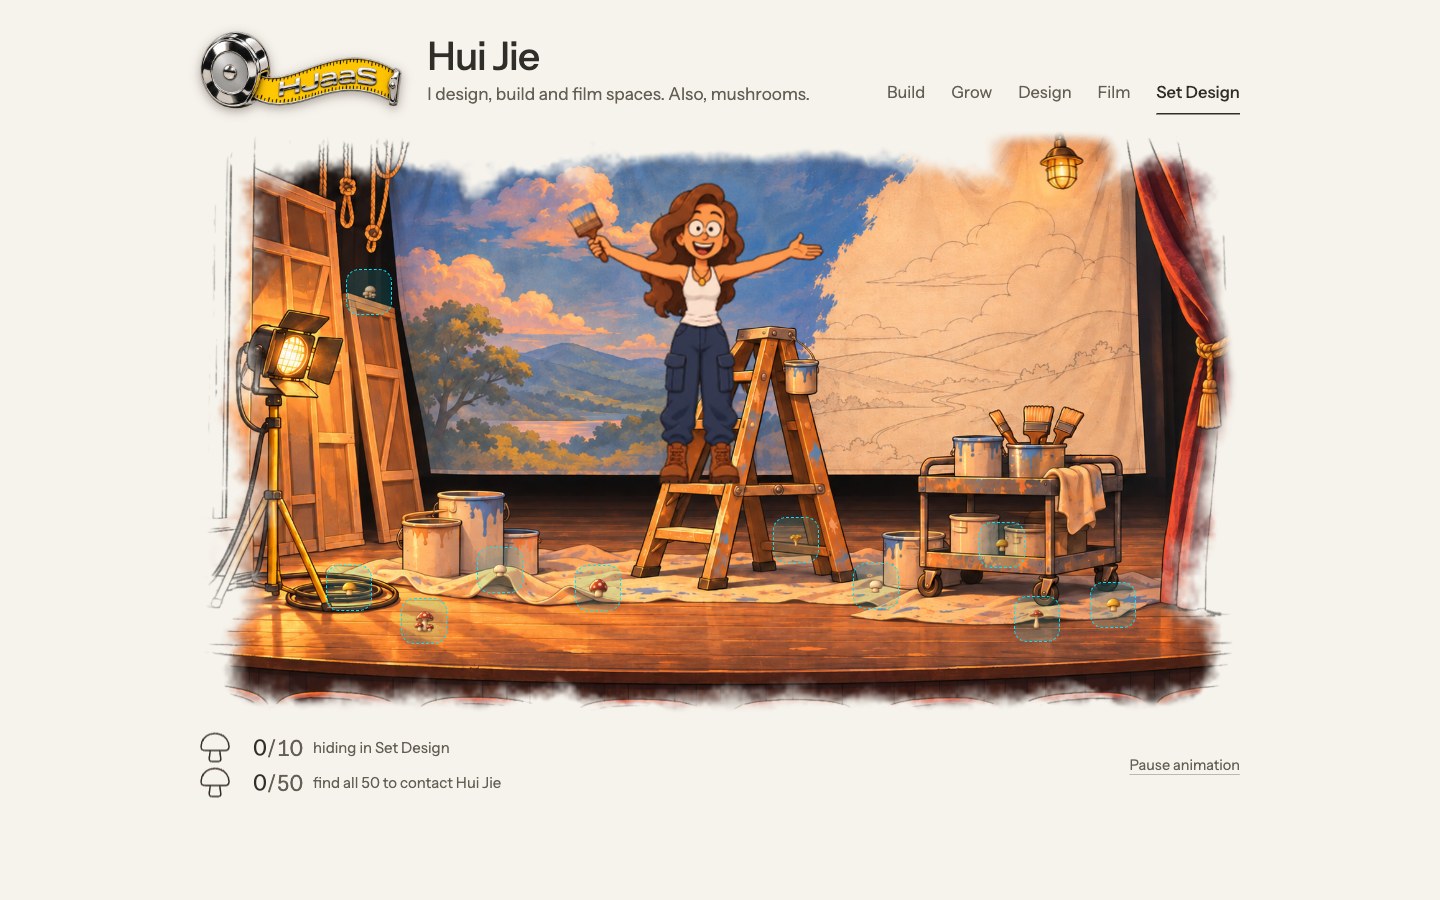 HJaaS
Hui Jie
I design, build and film spaces. Also, mushrooms.
Build Grow Design Film Set Design
0/10 hiding in Set Design
0/50 find all 50 to contact Hui Jie
Pause animation